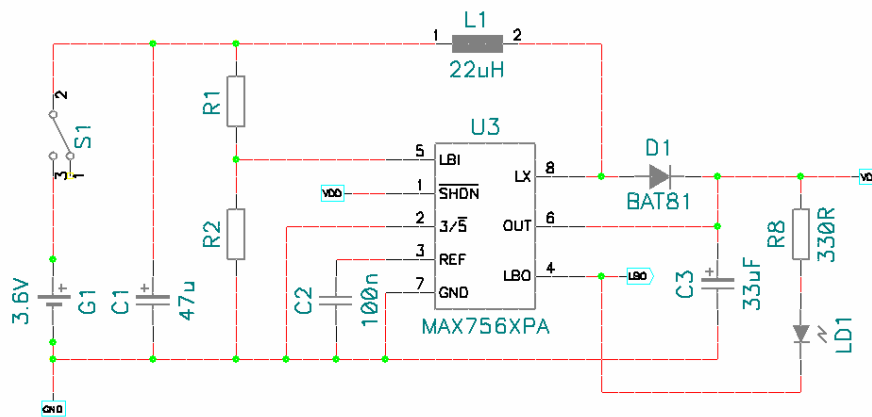 L1
1 2
22uH
2
S1
3 1
R1
U3
5 LBI
D1
LX 8
VDD 1 SHDN
BAT81
R2
2 3/5
OUT 6
R8
330R
3 REF
LBO 4
LBO
3.6V
G1
+
C1
47u
C2
100n
7 GND
C3
33uF
MAX756XPA
LD1
GND